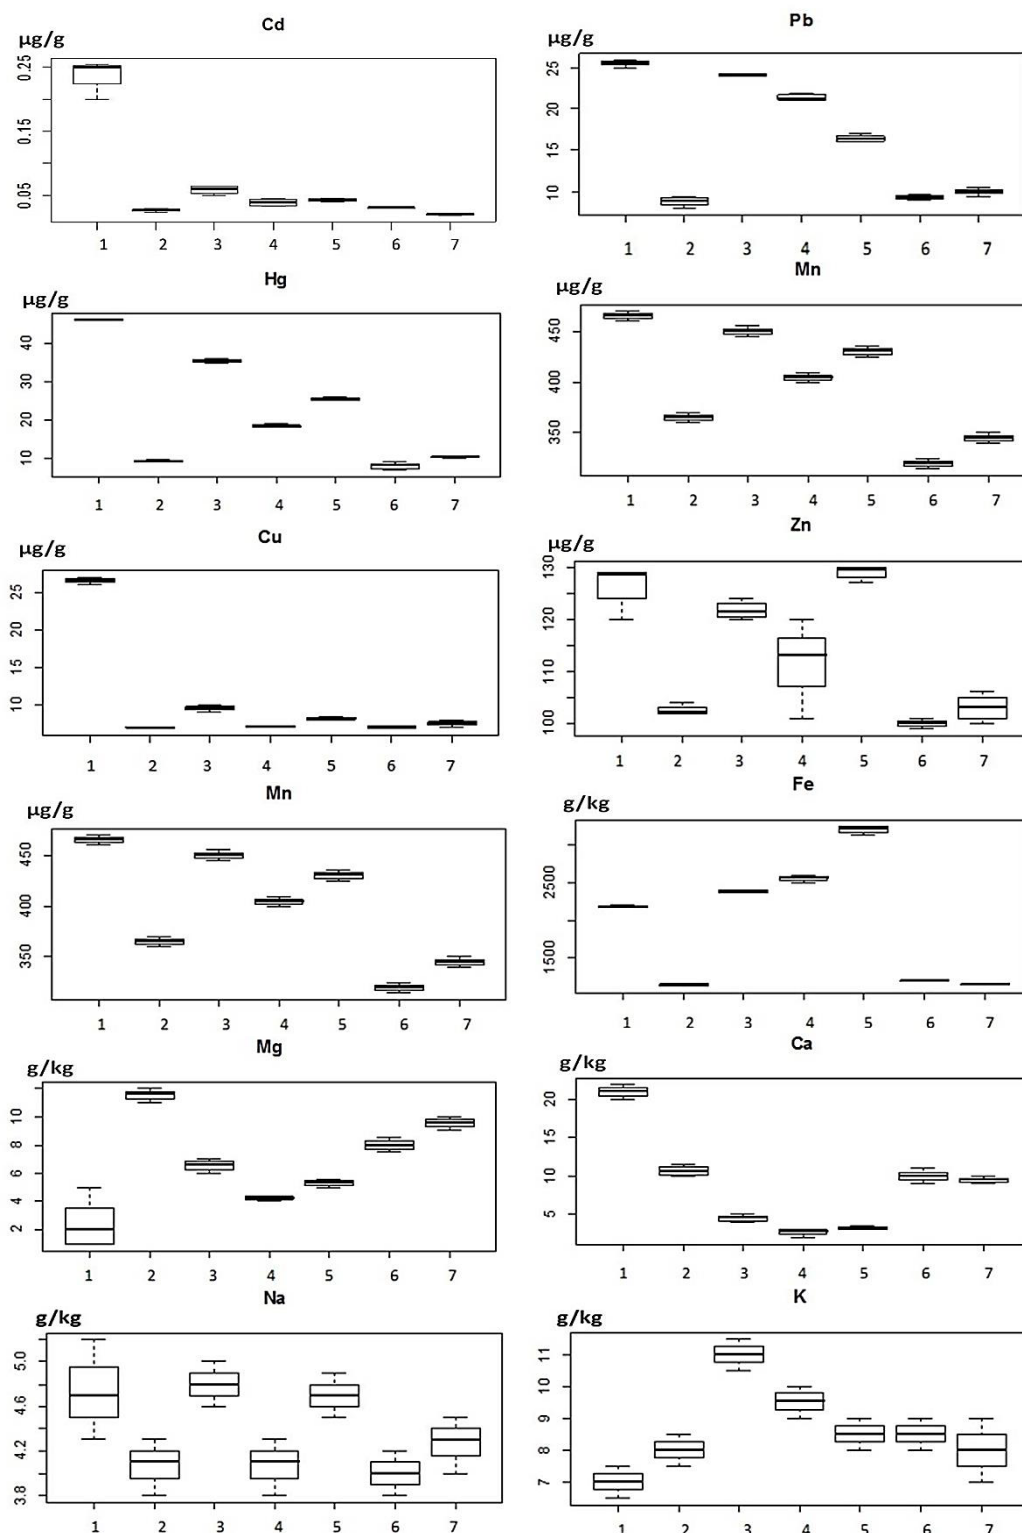 Cd
µg/g
0.25
0.15
0.05
1 2 3 4 5 6 7
Pb
µg/g
25
20
15
10
1 2 3 4 5 6 7
Hg
µg/g
40
30
20
10
1 2 3 4 5 6 7
Mn
µg/g
450
400
350
1 2 3 4 5 6 7
Cu
µg/g
25
20
15
10
1 2 3 4 5 6 7
Zn
µg/g
130
120
110
100
1 2 3 4 5 6 7
Mn
µg/g
450
400
350
1 2 3 4 5 6 7
Fe
g/kg
2500
1500
1 2 3 4 5 6 7
Mg
g/kg
10
8
6
4
2
1 2 3 4 5 6 7
Ca
g/kg
20
15
10
5
1 2 3 4 5 6 7
Na
g/kg
5.0
4.6
4.2
3.8
1 2 3 4 5 6 7
K
g/kg
11
10
9
8
7
1 2 3 4 5 6 7